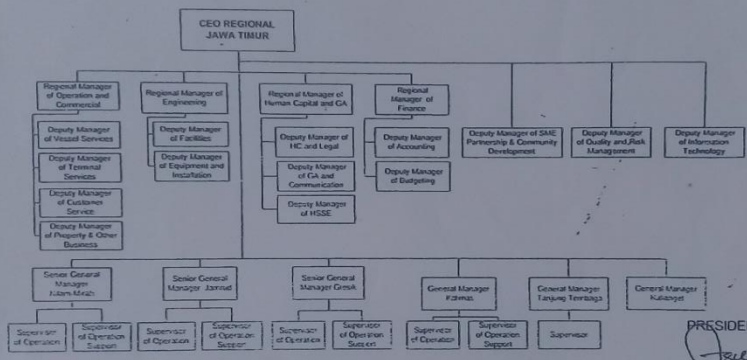 CEO REGIONAL
JAWA TIMUR
Regional Manager
of Operation and
Commercial
Regional Manager of
Engineering
Regional Manager of
Human Capital and GA
Regional
Manager of
Finance
Deputy Manager
of Vessel Services
Deputy Manager
of Terminal
Services
Deputy Manager
of Customer
Service
Deputy Manager
of Property & Other
Business
Deputy Manager
of Facilities
Deputy Manager
of Equipment and
Installation
Deputy Manager of
HC and Legal
Deputy Manager
of GA and
Communication
Deputy Manager
of HSSE
Deputy Manager
of Accounting
Deputy Manager
of Budgeting
Deputy Manager of SME
Partnership & Community
Development
Deputy Manager
of Quality and Risk
Management
Deputy Manager
of Information
Technology
Senior General
Manager
Senior General
Manager Jamrud
Senior General
Manager Gresik
General Manager
General Manager
Tanjung Tembaga
General Manager
Kalianget
Supervisor
of Operation
Supervisor
of Operation
Support
Supervisor
of Operation
Supervisor
of Operation
Support
Supervisor
of Operation
Supervisor
of Operation
Support
Supervisor
of Operation
Supervisor
of Operation
Support
Supervisor